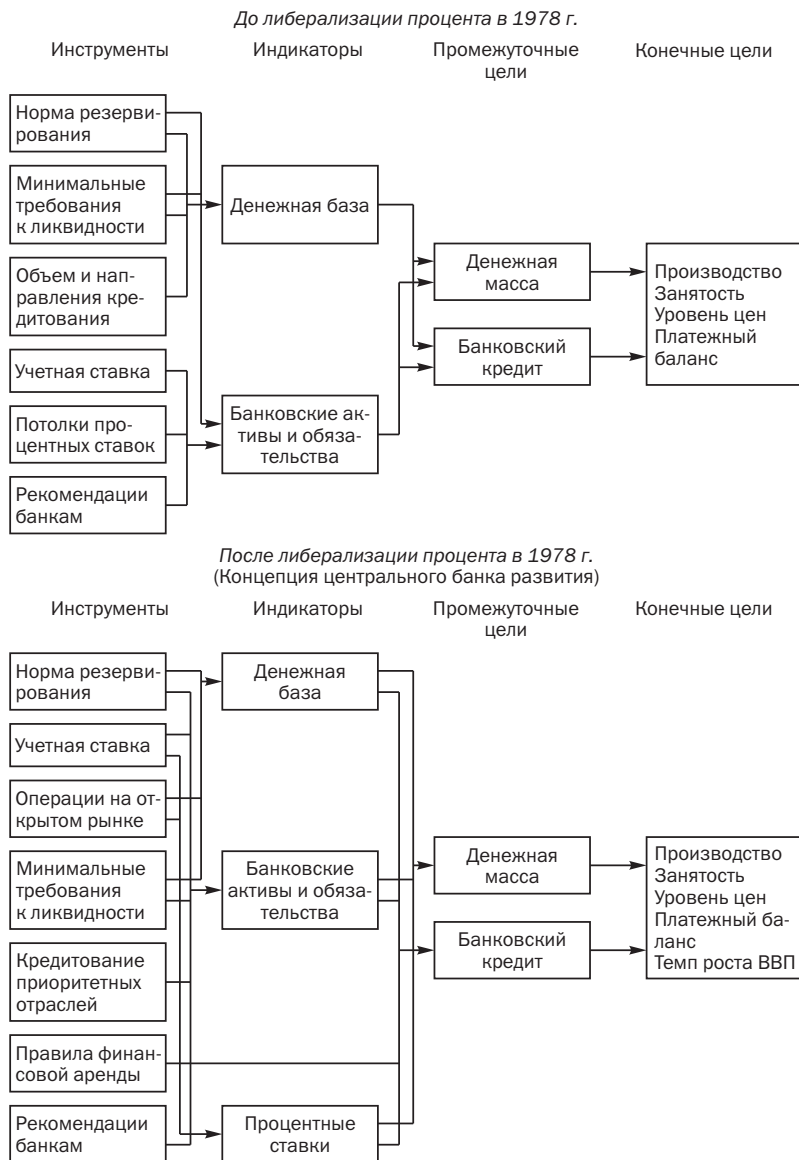 До либерализации процента в 1978 г.
Инструменты
Индикаторы
Промежуточные
цели
Конечные цели
Норма резерви-
рования
Минимальные
требования
к ликвидности
Объем и нап-
равления кре-
дитования
Учетная ставка
Потолки про-
центных ставок
Рекомендации
банкам
Денежная база
Банковские ак-
тивы и обяза-
тельства
Денежная
масса
Банковский
кредит
Производство
Занятость
Уровень цен
Платежный
баланс
После либерализации процента в 1978 г.
(Концепция центрального банка развития)
Инструменты
Индикаторы
Промежуточные
цели
Конечные цели
Норма резерви-
рования
Учетная ставка
Операции на от-
крытом рынке
Минимальные
требования
к ликвидности
Кредитование
приоритетных
отраслей
Правила финан-
совой аренды
Рекомендации
банкам
Денежная
база
Банковские
активы и обяза-
тельства
Процентные
ставки
Денежная
масса
Банковский
кредит
Производство
Занятость
Уровень цен
Платежный ба-
ланс
Темп роста ВВП